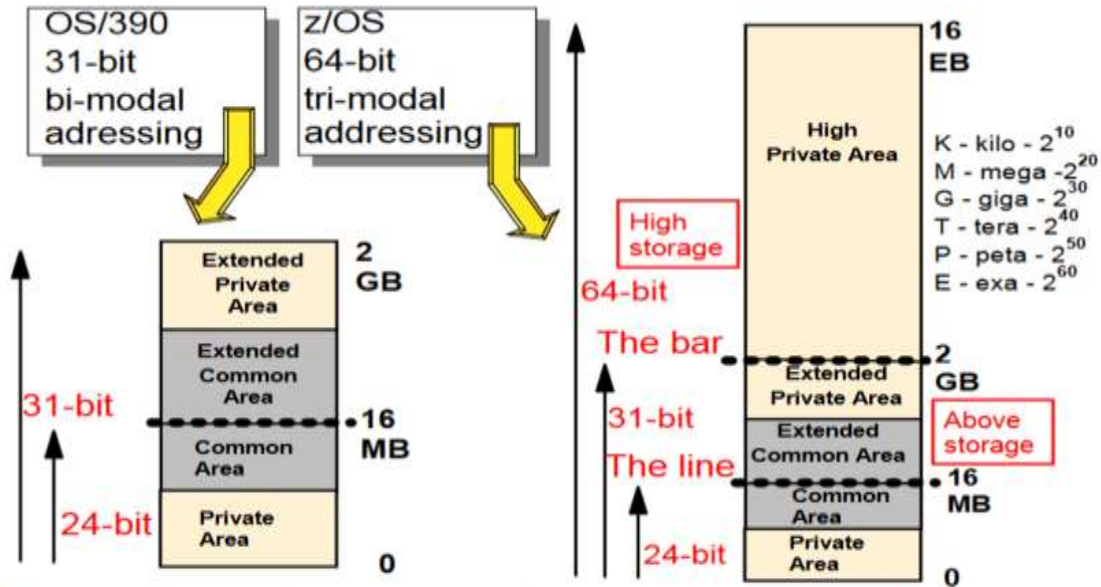 OS/390
31-bit
bi-modal
adressing
z/OS
64-bit
tri-modal
addressing
Extended
Private
Area
2
GB
Extended
Common
Area
31-bit
16
MB
Common
Area
24-bit
Private
Area
0
16
EB
High
Private Area
K - kilo - 2^10
M - mega -2^20
G - giga - 2^30
T - tera - 2^40
P - peta - 2^50
E - exa - 2^60
High
storage
64-bit
The bar
2
GB
Extended
Private Area
31-bit
Extended
Common Area
Above
storage
The line
16
MB
Common
Area
24-bit
Private
Area
0